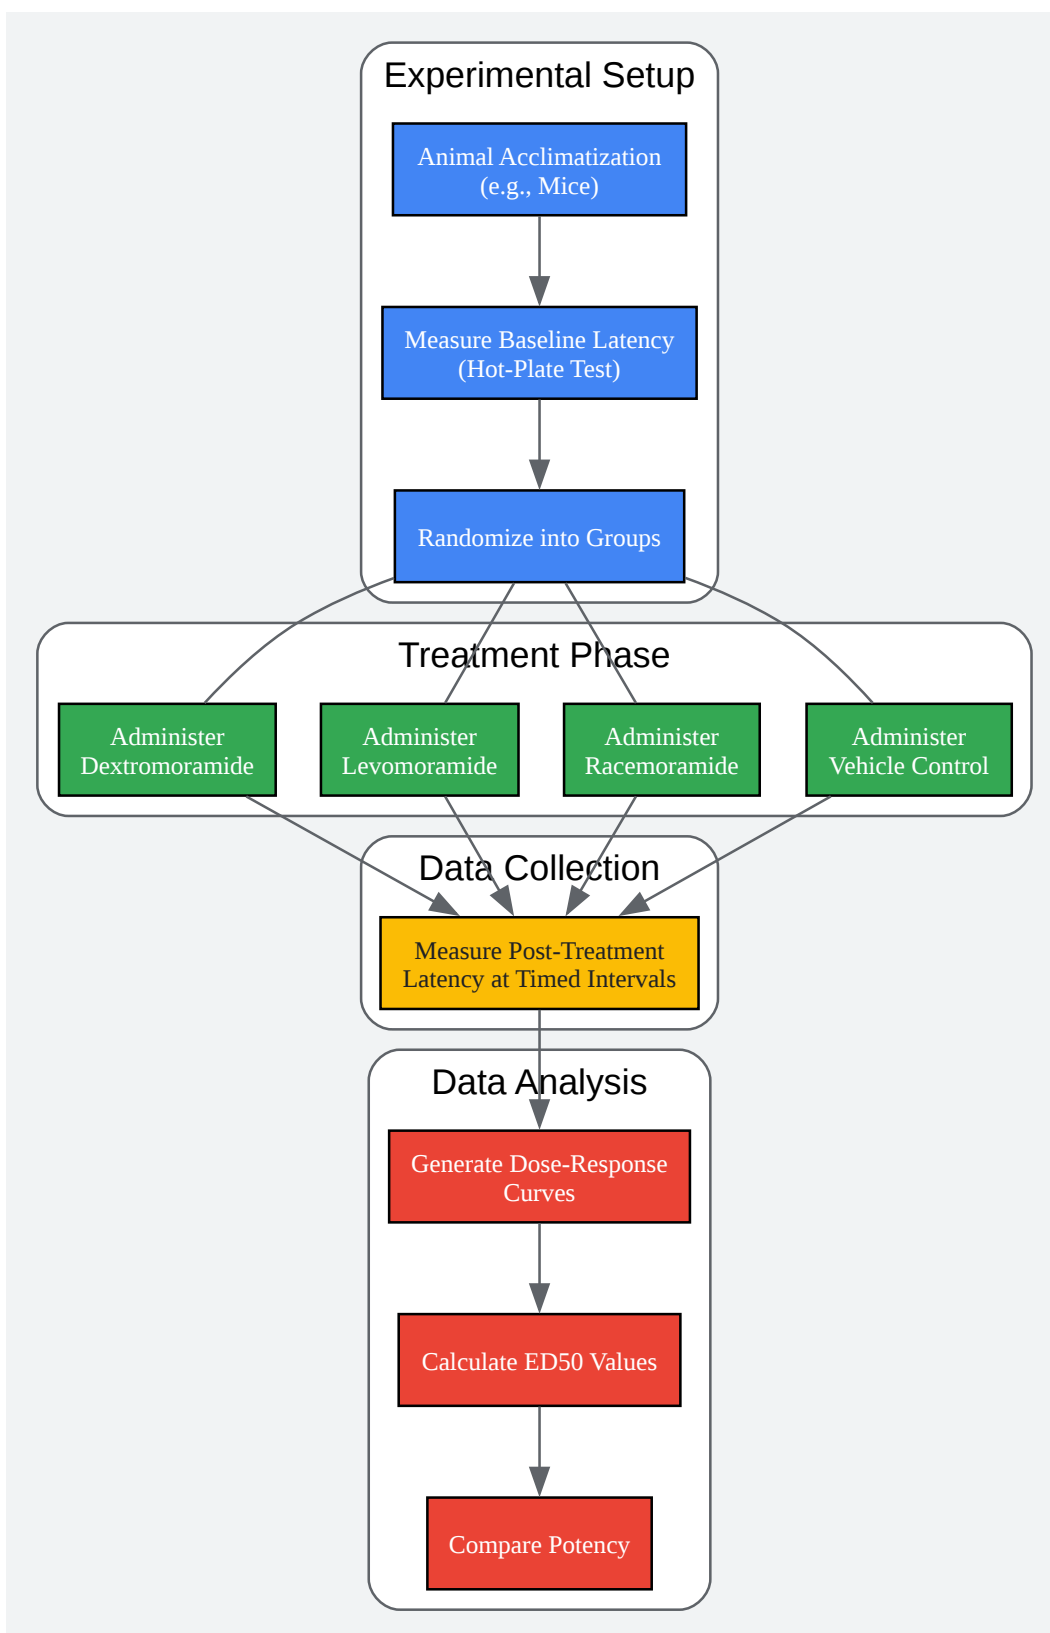 Experimental Setup
Animal Acclimatization
(e.g., Mice)
Measure Baseline Latency
(Hot-Plate Test)
Randomize into Groups
Treatment Phase
Administer
Dextromoramide
Administer
Levomoramide
Administer
Racemoramide
Administer
Vehicle Control
Data Collection
Measure Post-Treatment
Latency at Timed Intervals
Data Analysis
Generate Dose-Response
Curves
Calculate ED50 Values
Compare Potency